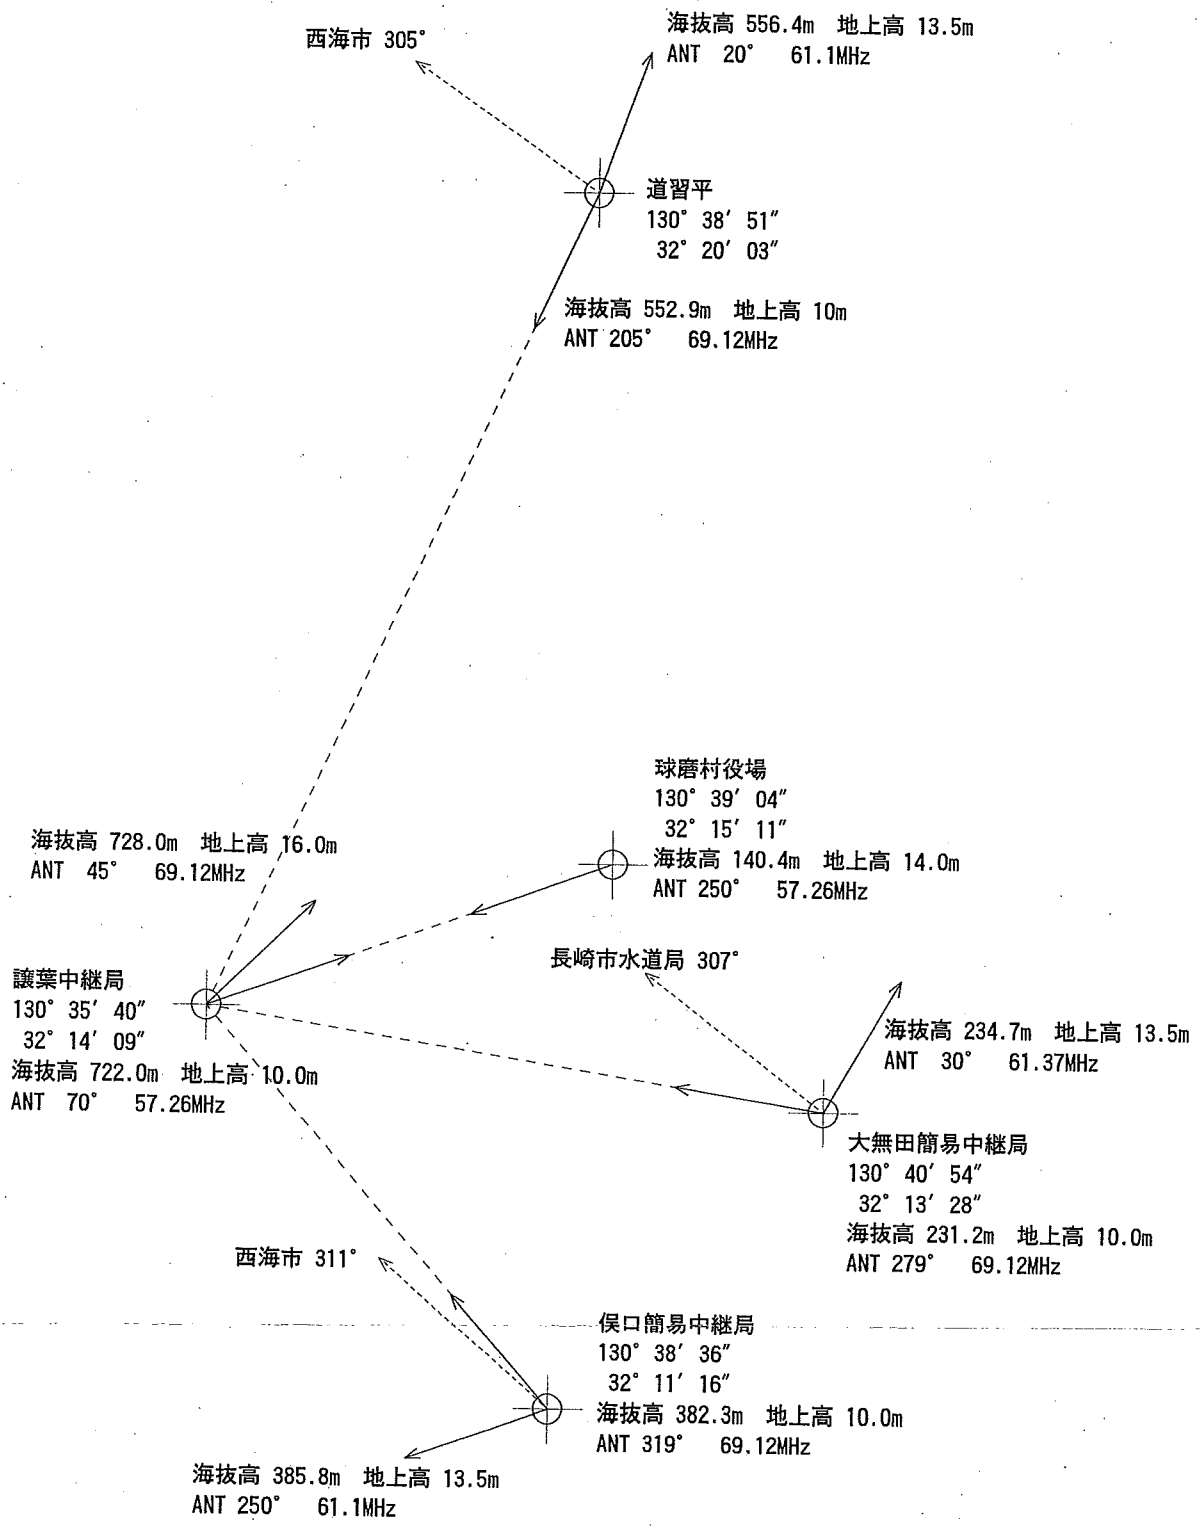 海抜高 556.4m 地上高 13.5m
ANT 20° 61.1MHz
西海市 305°
道習平
130° 38′ 51″
32° 20′ 03″
海抜高 552.9m 地上高 10m
ANT 205° 69.12MHz
球磨村役場
130° 39′ 04″
32° 15′ 11″
海抜高 140.4m 地上高 14.0m
ANT 250° 57.26MHz
海抜高 728.0m 地上高 16.0m
ANT 45° 69.12MHz
長崎市水道局 307°
譲葉中継局
130° 35′ 40″
32° 14′ 09″
海抜高 722.0m 地上高 10.0m
ANT 70° 57.26MHz
海抜高 234.7m 地上高 13.5m
ANT 30° 61.37MHz
大無田簡易中継局
130° 40′ 54″
32° 13′ 28″
海抜高 231.2m 地上高 10.0m
ANT 279° 69.12MHz
西海市 311°
俣口簡易中継局
130° 38′ 36″
32° 11′ 16″
海抜高 382.3m 地上高 10.0m
ANT 319° 69.12MHz
海抜高 385.8m 地上高 13.5m
ANT 250° 61.1MHz